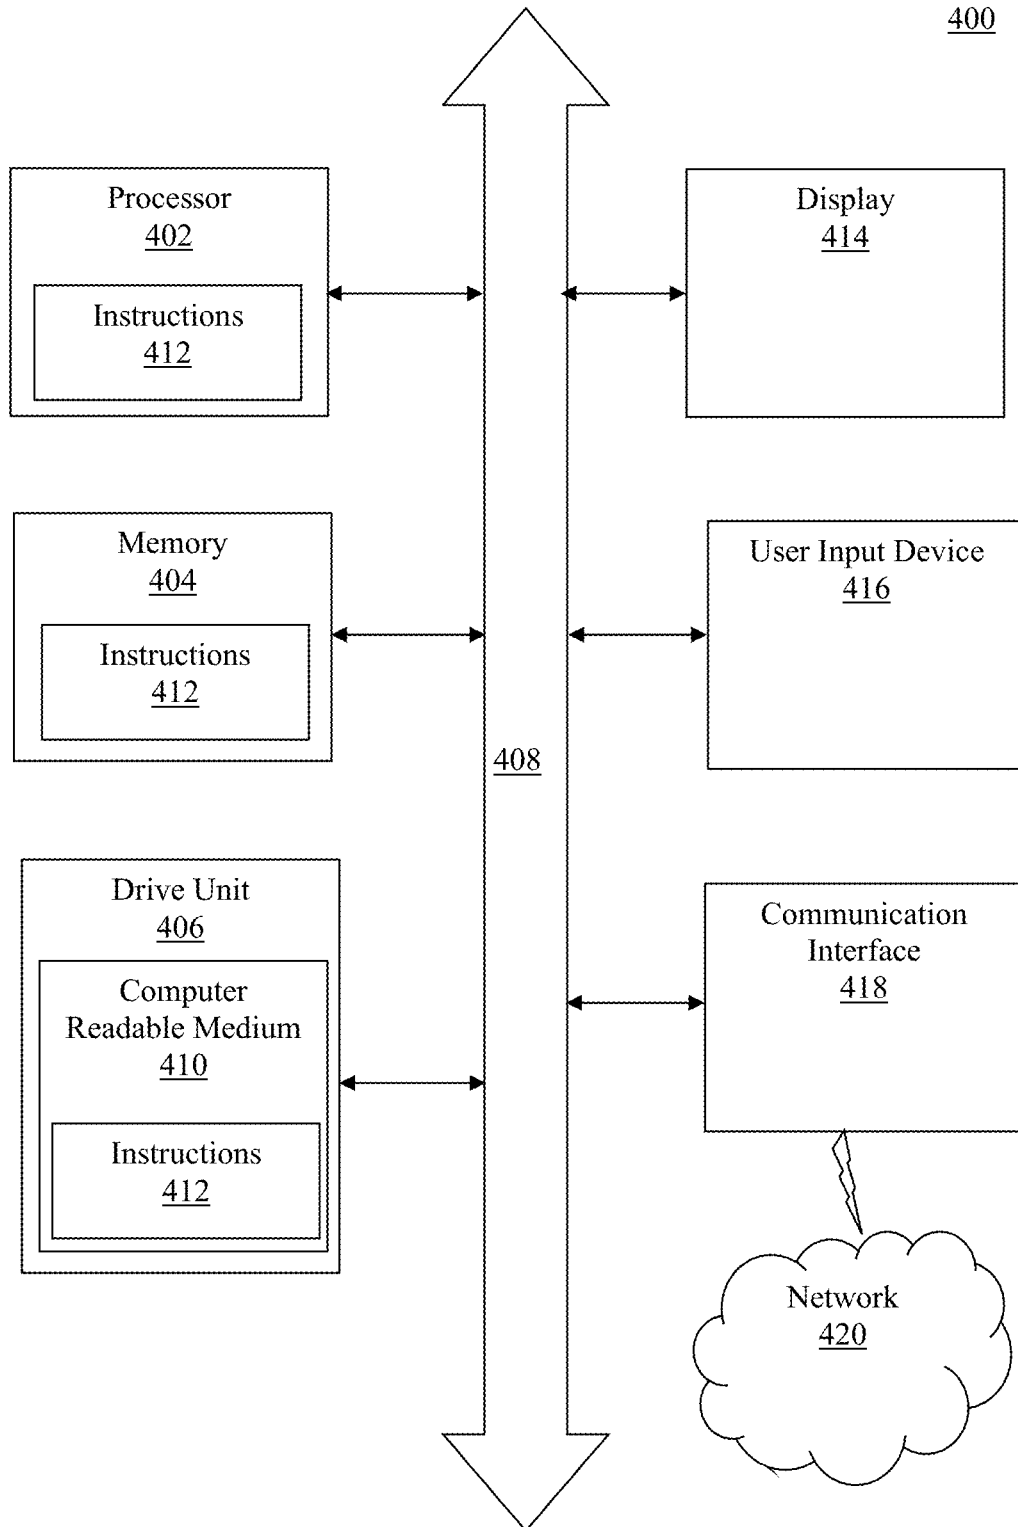 400
Processor
402
Instructions
412
Display
414
Memory
404
Instructions
412
User Input Device
416
408
Drive Unit
406
Computer
Readable Medium
410
Instructions
412
Communication
Interface
418
Network
420